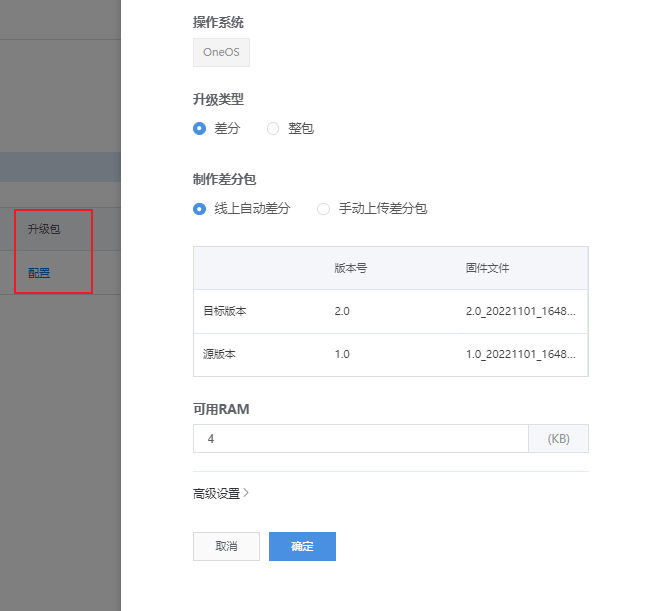 操作系统
OneOS
升级类型
差分 整包
制作差分包
线上自动差分 手动上传差分包
升级包
配置
版本号 固件文件
目标版本 2.0 2.0_20221101_1648...
源版本 1.0 1.0_20221101_1648...
可用RAM
4 (KB)
高级设置
取消 确定